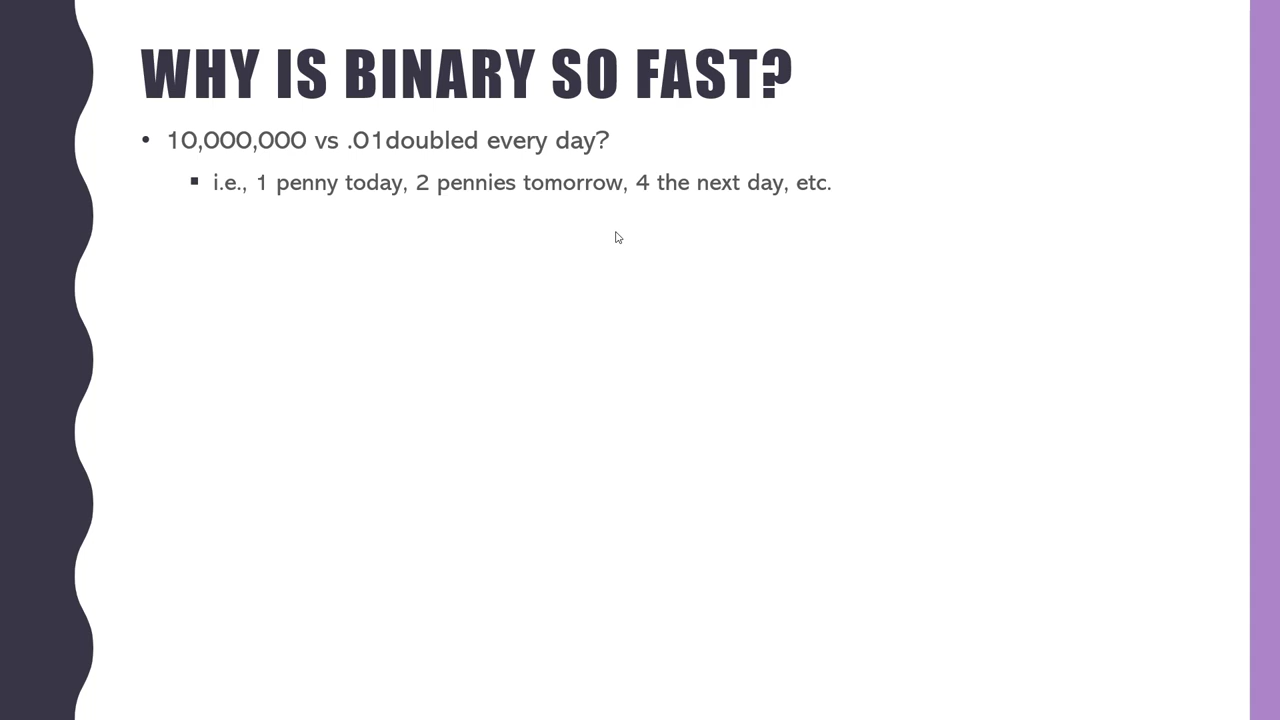 WHY IS BINARY SO FAST?
• 10,000,000 vs .01doubled every day?
▪ i.e., 1 penny today, 2 pennies tomorrow, 4 the next day, etc.